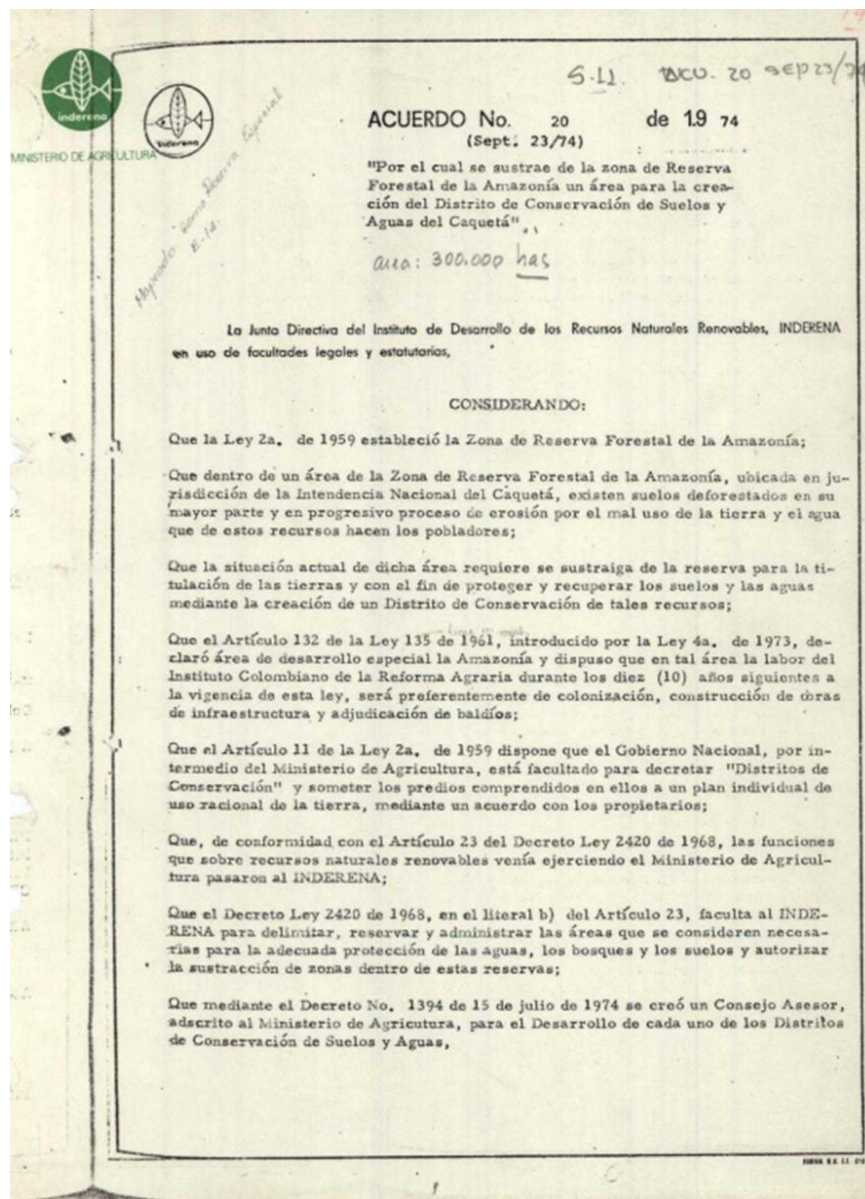 S.LL. ACU. 20 SEP 23/74
inderena
MINISTERIO DE AGRICULTURA
inderena
ACUERDO No. 20 de 1.9 74
(Sept. 23/74)
"Por el cual se sustrae de la zona de Reserva
Forestal de la Amazonía un área para la crea-
ción del Distrito de Conservación de Suelos y
Aguas del Caquetá"
como Reserva Especial
E-14.
area: 300.000 has
La Junta Directiva del Instituto de Desarrollo de los Recursos Naturales Renovables, INDERENA
en uso de facultades legales y estatutarias,
CONSIDERANDO:
Que la Ley 2a. de 1959 estableció la Zona de Reserva Forestal de la Amazonía;
Que dentro de un área de la Zona de Reserva Forestal de la Amazonía, ubicada en ju-
risdicción de la Intendencia Nacional del Caquetá, existen suelos deforestados en su
mayor parte y en progresivo proceso de erosión por el mal uso de la tierra y el agua
que de estos recursos hacen los pobladores;
Que la situación actual de dicha área requiere se sustraiga de la reserva para la ti-
tulación de las tierras y con el fin de proteger y recuperar los suelos y las aguas
mediante la creación de un Distrito de Conservación de tales recursos;
Que el Artículo 132 de la Ley 135 de 1961, introducido por la Ley 4a. de 1973, de-
claró área de desarrollo especial la Amazonía y dispuso que en tal área la labor del
Instituto Colombiano de la Reforma Agraria durante los diez (10) años siguientes a
la vigencia de esta ley, será preferentemente de colonización, construcción de obras
de infraestructura y adjudicación de baldíos;
Que el Artículo 11 de la Ley 2a. de 1959 dispone que el Gobierno Nacional, por in-
termedio del Ministerio de Agricultura, está facultado para decretar "Distritos de
Conservación" y someter los predios comprendidos en ellos a un plan individual de
uso racional de la tierra, mediante un acuerdo con los propietarios;
Que, de conformidad con el Artículo 23 del Decreto Ley 2420 de 1968, las funciones
que sobre recursos naturales renovables venía ejerciendo el Ministerio de Agricul-
tura pasaron al INDERENA;
Que el Decreto Ley 2420 de 1968, en el literal b) del Artículo 23, faculta al INDE-
RENA para delimitar, reservar y administrar las áreas que se consideren necesa-
rias para la adecuada protección de las aguas, los bosques y los suelos y autorizar
la sustracción de zonas dentro de estas reservas;
Que mediante el Decreto No. 1394 de 15 de julio de 1974 se creó un Consejo Asesor,
adscrito al Ministerio de Agricutura, para el Desarrollo de cada uno de los Distritos
de Conservación de Suelos y Aguas,